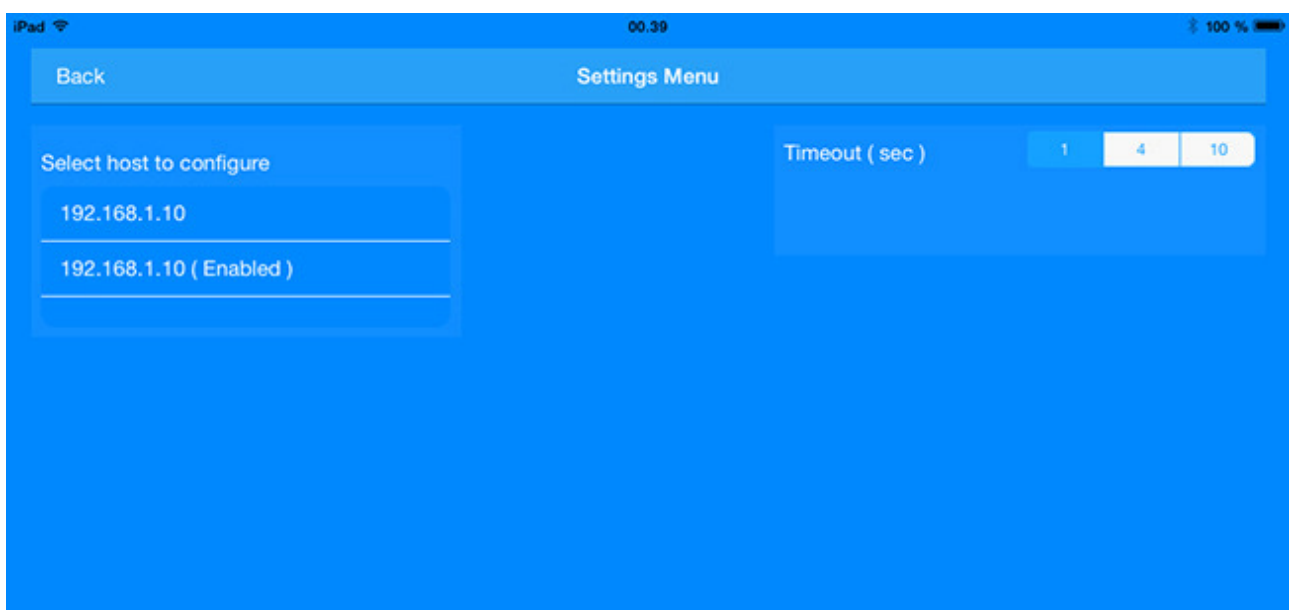 iPad 00.39 100 %
Back Settings Menu
Select host to configure
192.168.1.10
192.168.1.10 ( Enabled )
Timeout ( sec ) 1 4 10